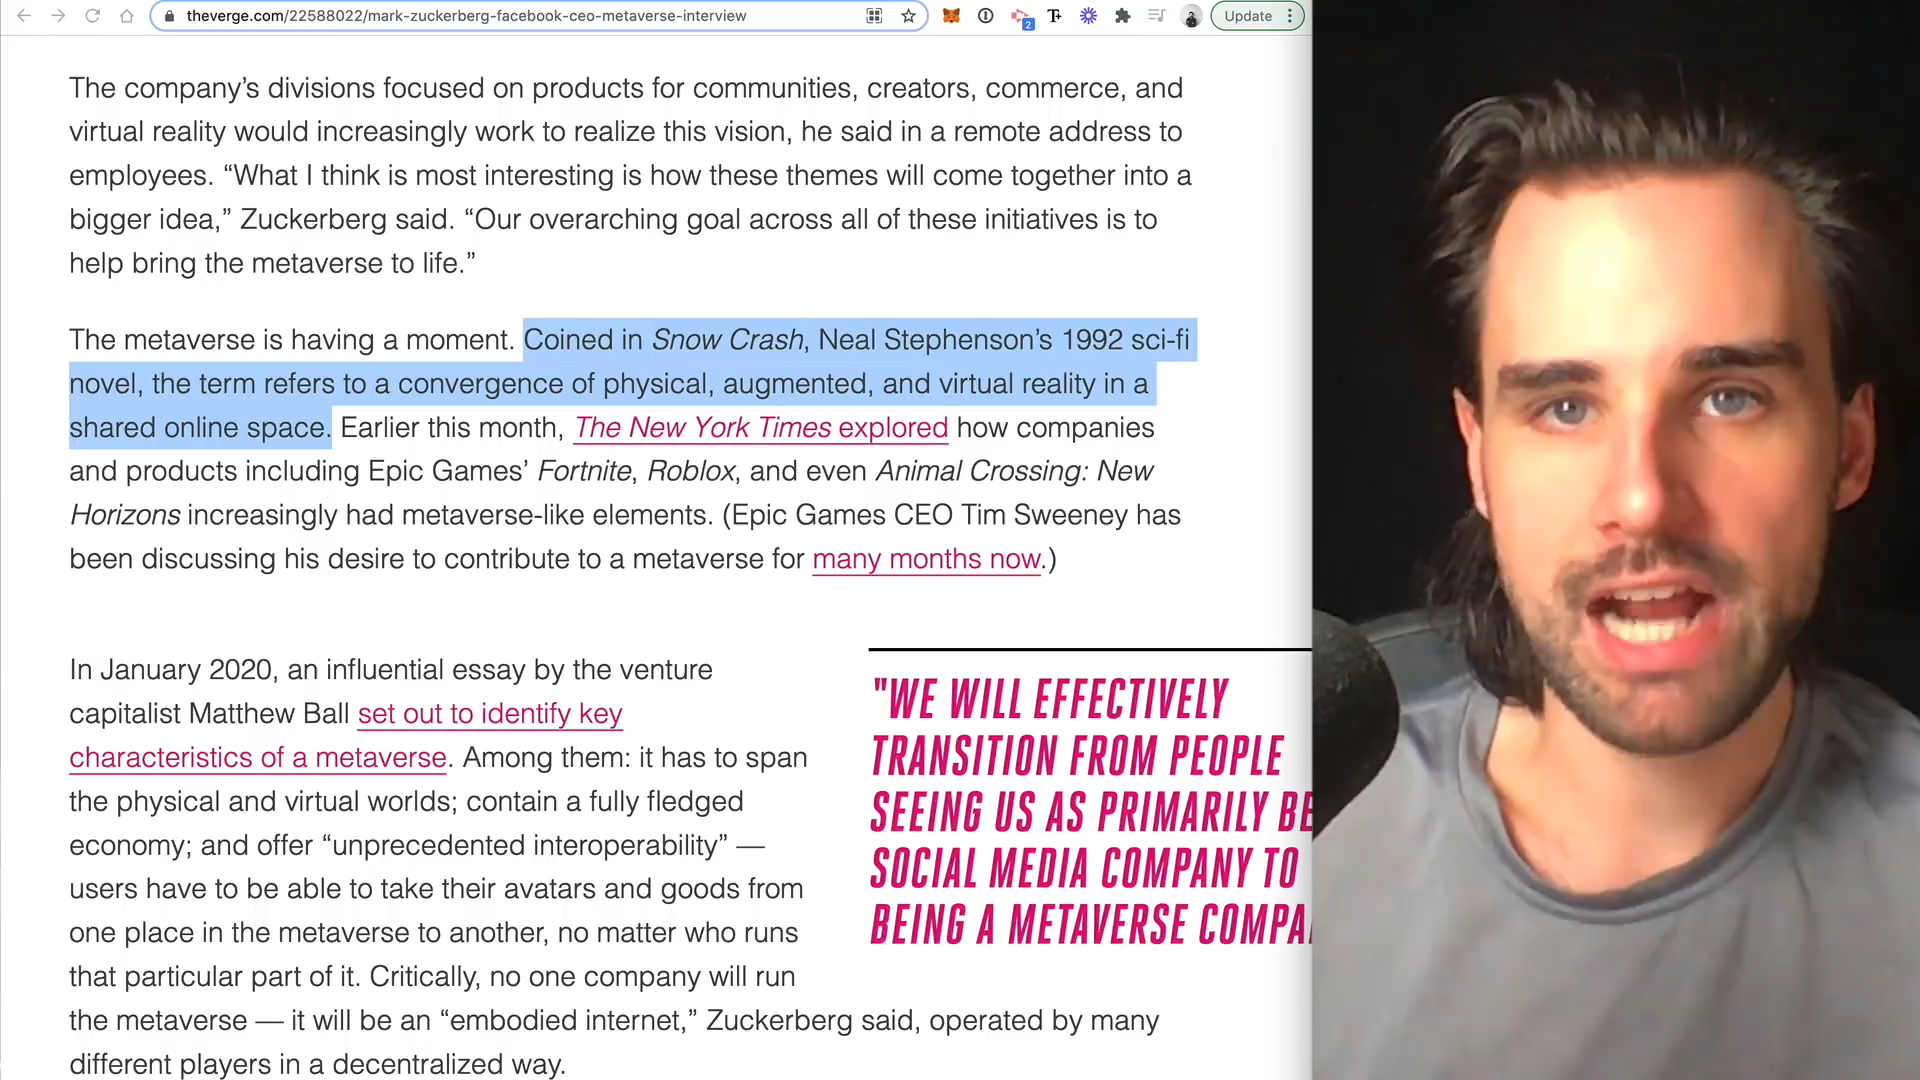 theverge.com/22588022/mark-zuckerberg-facebook-ceo-metaverse-interview
2
Update
The company’s divisions focused on products for communities, creators, commerce, and
virtual reality would increasingly work to realize this vision, he said in a remote address to
employees. “What I think is most interesting is how these themes will come together into a
bigger idea,” Zuckerberg said. “Our overarching goal across all of these initiatives is to
help bring the metaverse to life.”
The metaverse is having a moment. Coined in Snow Crash, Neal Stephenson’s 1992 sci-fi
novel, the term refers to a convergence of physical, augmented, and virtual reality in a
shared online space. Earlier this month, The New York Times explored how companies
and products including Epic Games’ Fortnite, Roblox, and even Animal Crossing: New
Horizons increasingly had metaverse-like elements. (Epic Games CEO Tim Sweeney has
been discussing his desire to contribute to a metaverse for many months now.)
In January 2020, an influential essay by the venture
capitalist Matthew Ball set out to identify key
characteristics of a metaverse. Among them: it has to span
the physical and virtual worlds; contain a fully fledged
economy; and offer “unprecedented interoperability” —
users have to be able to take their avatars and goods from
one place in the metaverse to another, no matter who runs
that particular part of it. Critically, no one company will run
the metaverse — it will be an “embodied internet,” Zuckerberg said, operated by many
different players in a decentralized way.
"WE WILL EFFECTIVELY
TRANSITION FROM PEOPLE
SEEING US AS PRIMARILY BE
SOCIAL MEDIA COMPANY TO
BEING A METAVERSE COMPA